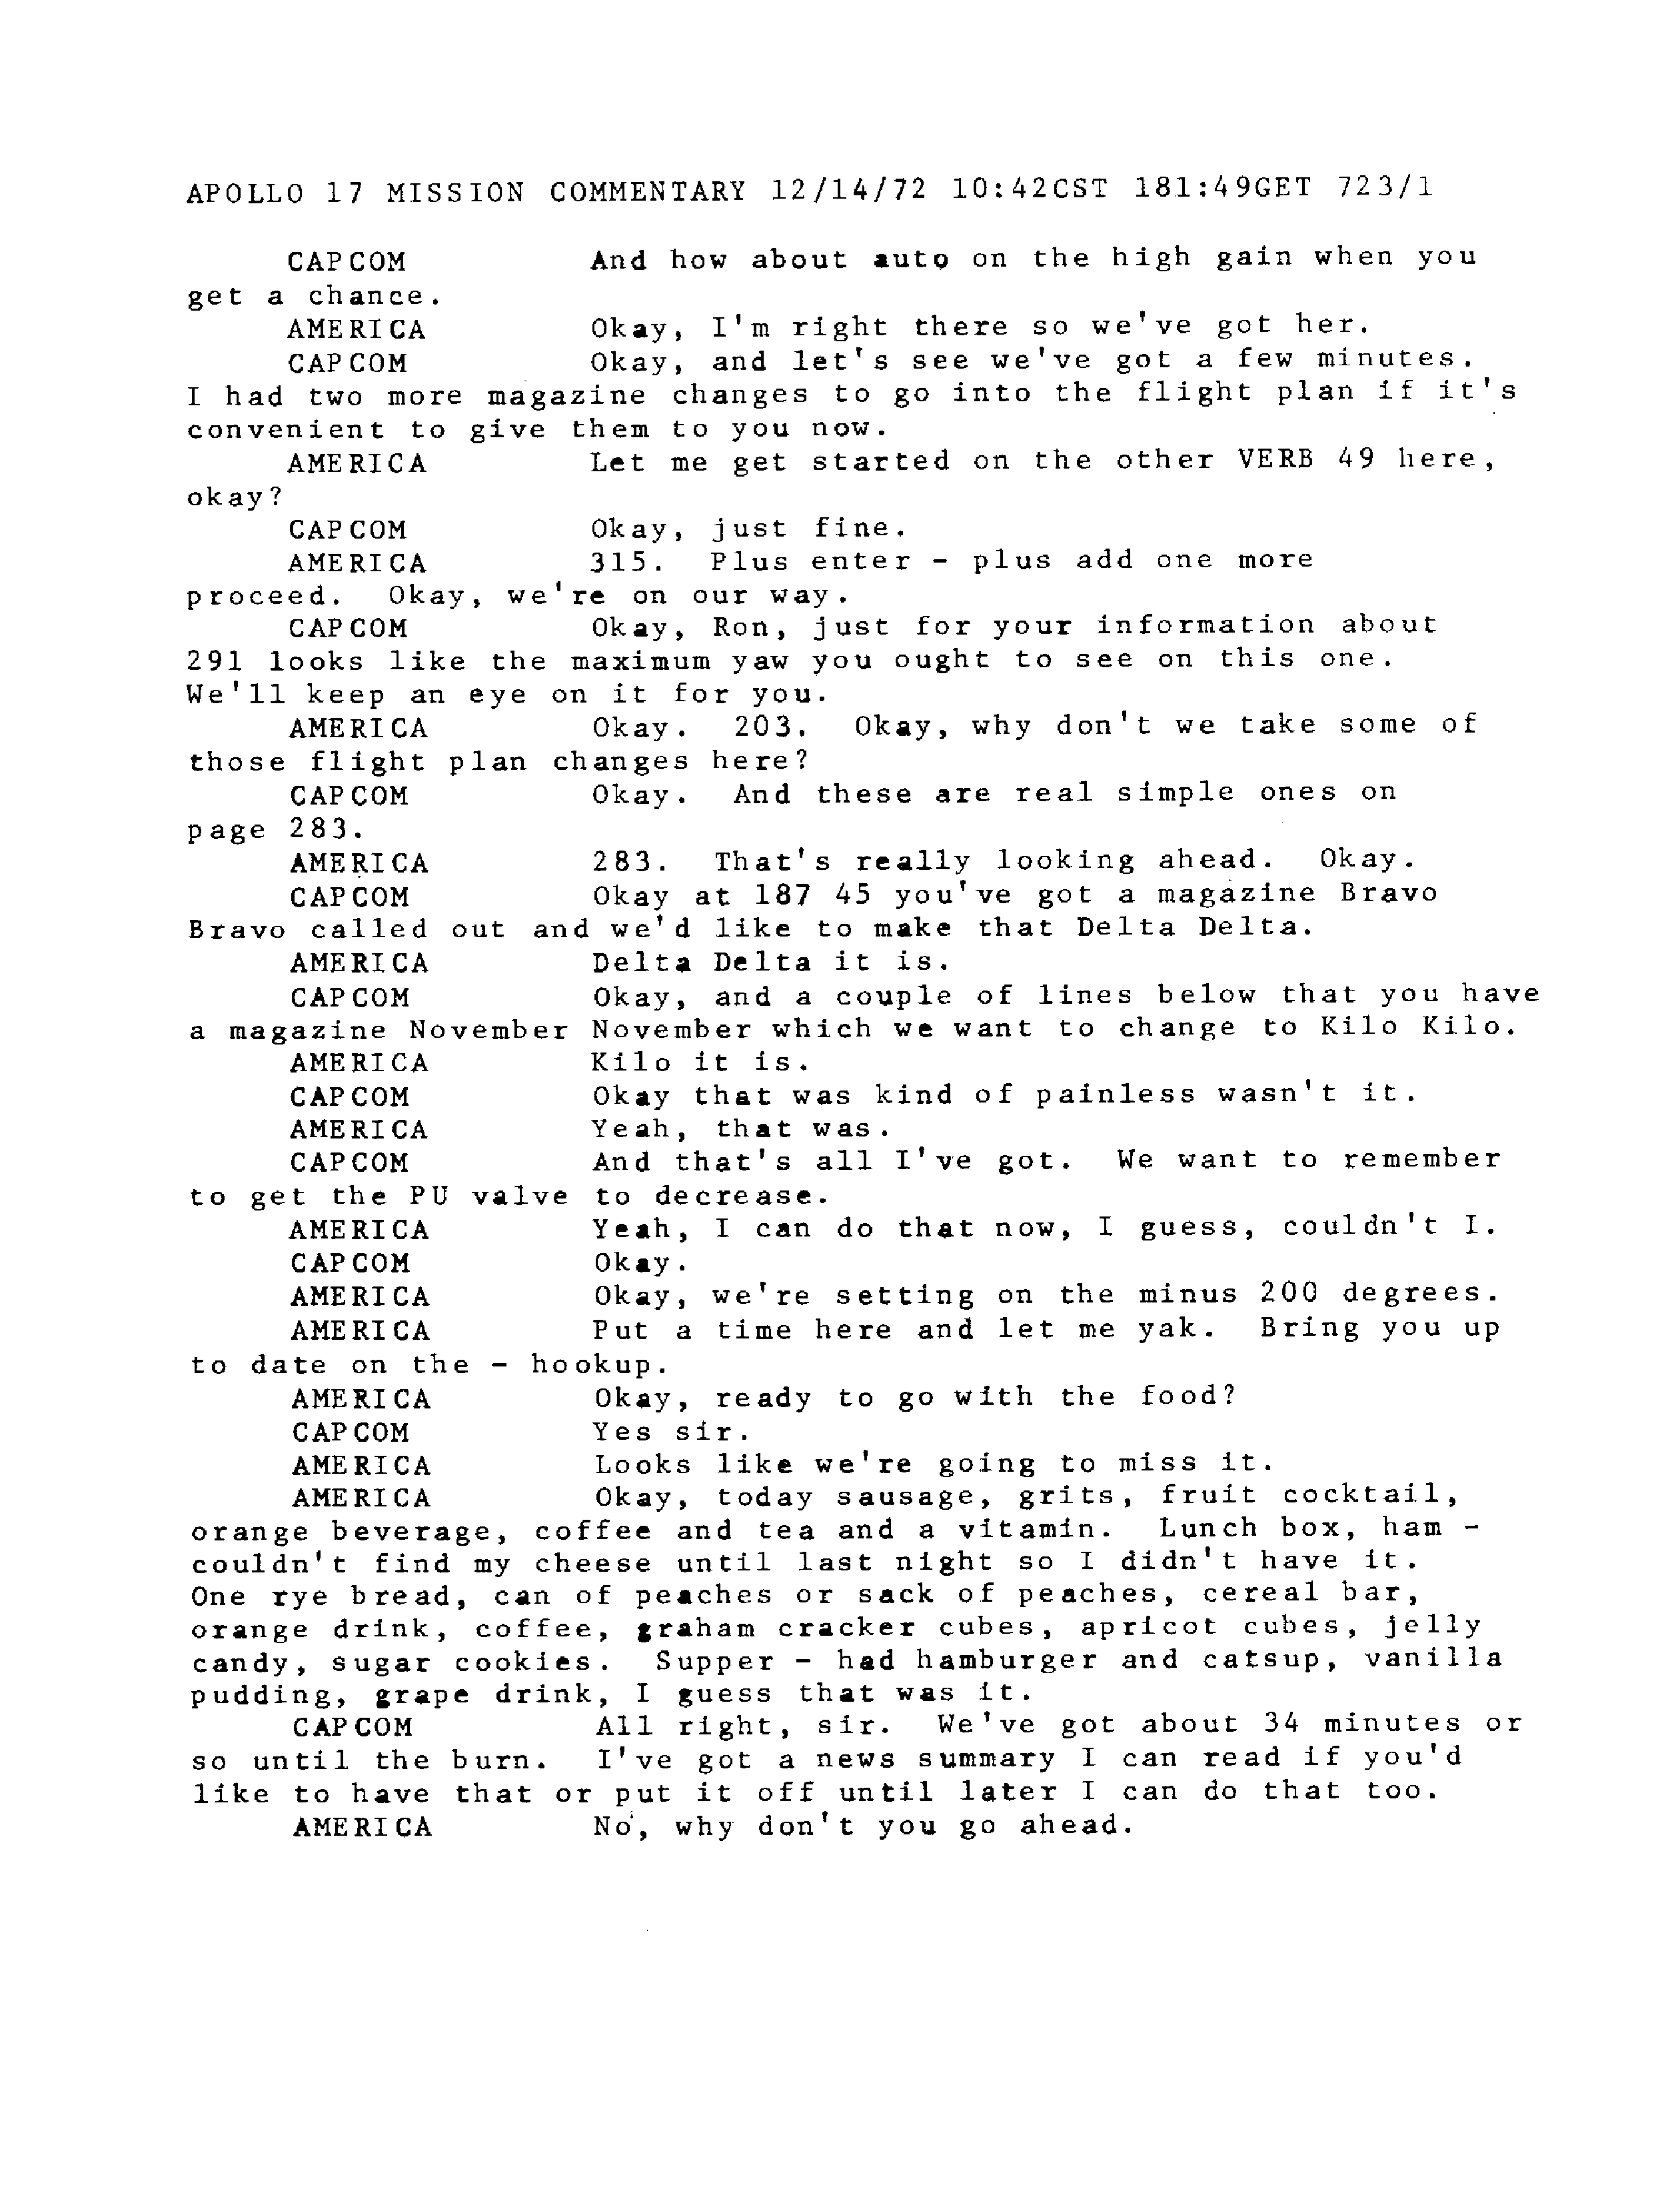 APOLLO 17 MISSION COMMENTARY 12/14/72 10:42CST 181:49GET 723/1
CAPCOM And how about auto on the high gain when you
get a chance.
AMERICA Okay, I'm right there so we've got her.
CAPCOM Okay, and let's see we've got a few minutes.
I had two more magazine changes to go into the flight plan if it's
convenient to give them to you now.
AMERICA Let me get started on the other VERB 49 here,
okay?
CAPCOM Okay, just fine.
AMERICA 315. Plus enter - plus add one more
proceed. Okay, we're on our way.
CAPCOM Okay, Ron, just for your information about
291 looks like the maximum yaw you ought to see on this one.
We'll keep an eye on it for you.
AMERICA Okay. 203. Okay, why don't we take some of
those flight plan changes here?
CAPCOM Okay. And these are real simple ones on
page 283.
AMERICA 283. That's really looking ahead. Okay.
CAPCOM Okay at 187 45 you've got a magazine Bravo
Bravo called out and we'd like to make that Delta Delta.
AMERICA Delta Delta it is.
CAPCOM Okay, and a couple of lines below that you have
a magazine November November which we want to change to Kilo Kilo.
AMERICA Kilo it is.
CAPCOM Okay that was kind of painless wasn't it.
AMERICA Yeah, that was.
CAPCOM And that's all I've got. We want to remember
to get the PU valve to decrease.
AMERICA Yeah, I can do that now, I guess, couldn't I.
CAPCOM Okay.
AMERICA Okay, we're setting on the minus 200 degrees.
AMERICA Put a time here and let me yak. Bring you up
to date on the - hookup.
AMERICA Okay, ready to go with the food?
CAPCOM Yes sir.
AMERICA Looks like we're going to miss it.
AMERICA Okay, today sausage, grits, fruit cocktail,
orange beverage, coffee and tea and a vitamin. Lunch box, ham -
couldn't find my cheese until last night so I didn't have it.
One rye bread, can of peaches or sack of peaches, cereal bar,
orange drink, coffee, graham cracker cubes, apricot cubes, jelly
candy, sugar cookies. Supper - had hamburger and catsup, vanilla
pudding, grape drink, I guess that was it.
CAPCOM All right, sir. We've got about 34 minutes or
so until the burn. I've got a news summary I can read if you'd
like to have that or put it off until later I can do that too.
AMERICA No, why don't you go ahead.